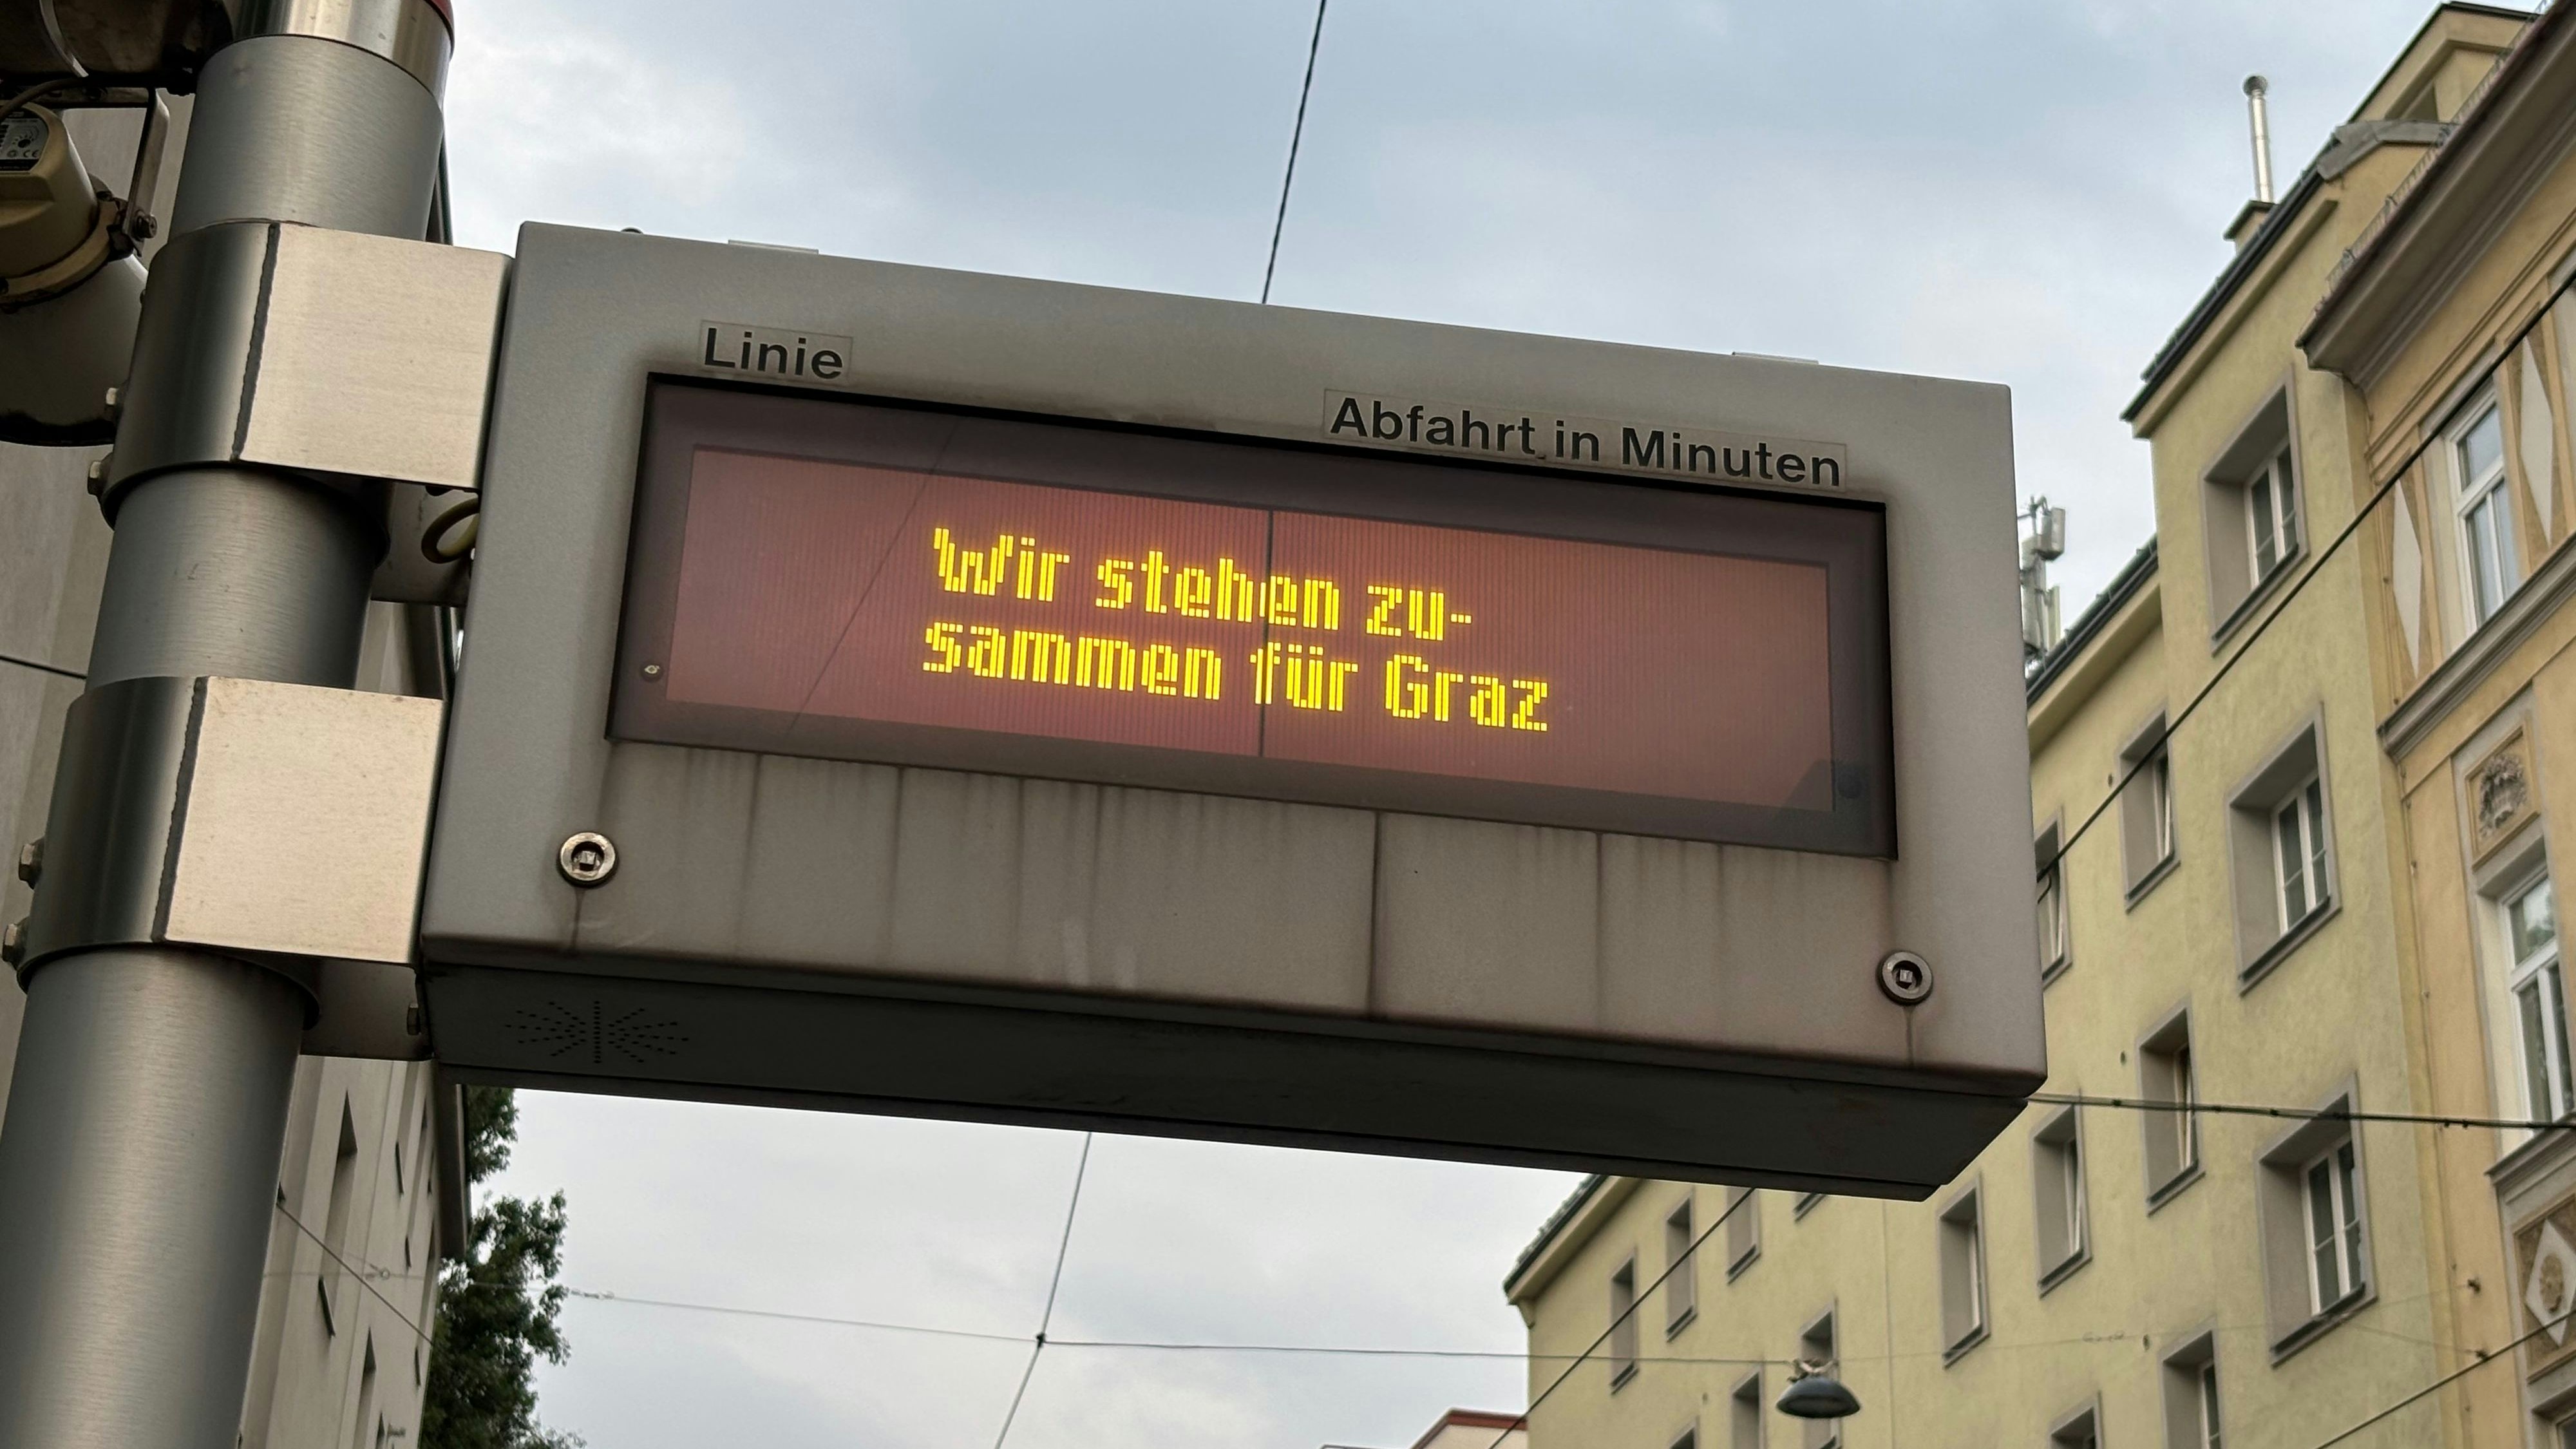 Linie
Abfahrt in Minuten
Wir stehen zu-
sammen für Graz